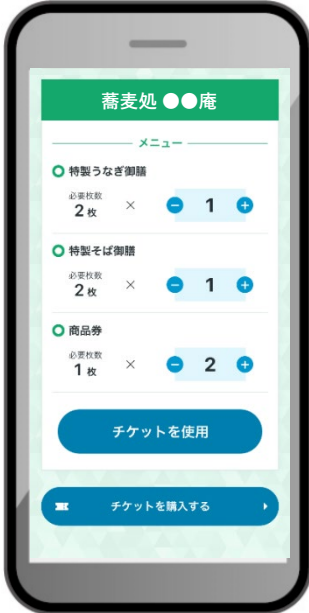 蕎麦処 ●●庵
メニュー
特製うなぎ御膳
必要枚数
2 枚 × 1
特製そば御膳
必要枚数
2 枚 × 1
商品券
必要枚数
1 枚 × 2
チケットを使用
チケットを購入する